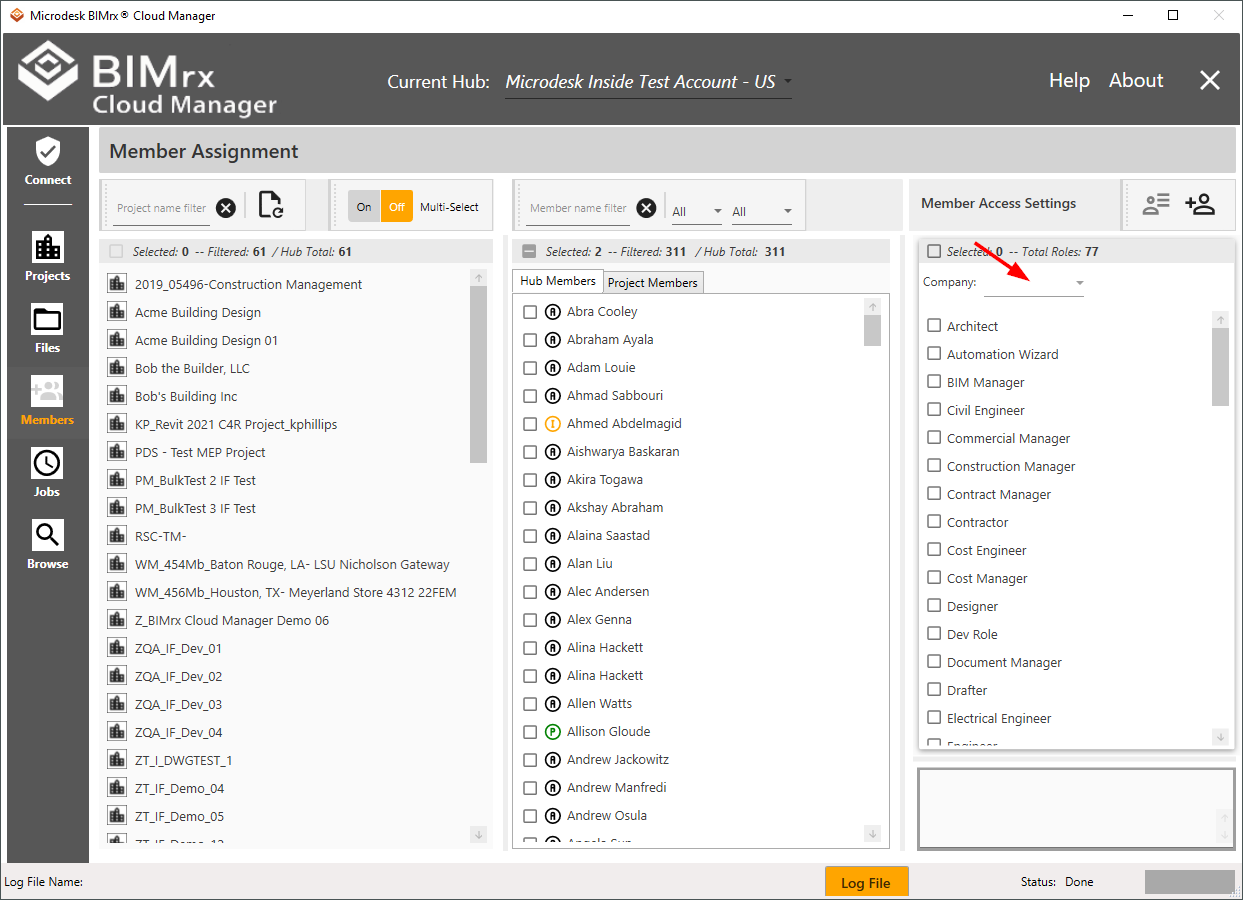 Microdesk BIMrx® Cloud Manager
BIMrx
Cloud Manager
Current Hub: Microdesk Inside Test Account - US
Help About
Member Assignment
Connect
Projects
Files
Members
Jobs
Browse
Project name filter
On Off Multi-Select
Selected: 0 -- Filtered: 61 / Hub Total: 61
2019_05496-Construction Management
Acme Building Design
Acme Building Design 01
Bob the Builder, LLC
Bob's Building Inc
KP_Revit 2021 C4R Project_kphillips
PDS - Test MEP Project
PM_BulkTest 2 IF Test
PM_BulkTest 3 IF Test
RSC-TM-
WM_454Mb_Baton Rouge, LA- LSU Nicholson Gateway
WM_456Mb_Houston, TX- Meyerland Store 4312 22FEM
Z_BIMrx Cloud Manager Demo 06
ZQA_IF_Dev_01
ZQA_IF_Dev_02
ZQA_IF_Dev_03
ZQA_IF_Dev_04
ZT_I_DWGTEST_1
ZT_IF_Demo_04
ZT_IF_Demo_05
Member name filter
All All
Selected: 2 -- Filtered: 311 / Hub Total: 311
Hub Members Project Members
A Abra Cooley
A Abraham Ayala
A Adam Louie
A Ahmad Sabbouri
I Ahmed Abdelmagid
A Aishwarya Baskaran
A Akira Togawa
A Akshay Abraham
A Alaina Saastad
A Alan Liu
A Alec Andersen
A Alex Genna
A Alina Hackett
A Alina Hackett
A Allen Watts
P Allison Gloude
A Andrew Jackowitz
A Andrew Manfredi
A Andrew Osula
Member Access Settings
Selected: 0 -- Total Roles: 77
Company:
Architect
Automation Wizard
BIM Manager
Civil Engineer
Commercial Manager
Construction Manager
Contract Manager
Contractor
Cost Engineer
Cost Manager
Designer
Dev Role
Document Manager
Drafter
Electrical Engineer
Engineer
Log File Name:
Log File
Status: Done